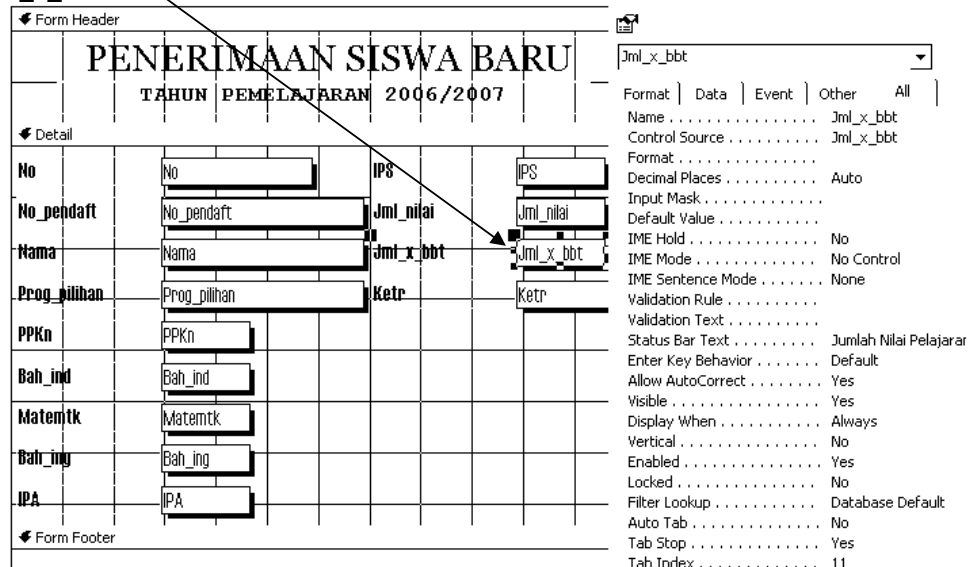 Form Header
PENERIMAAN SISWA BARU
TAHUN PEMELAJARAN 2006/2007
Detail
No No IPS IPS
No_pendaft No_pendaft Jml_nilai Jml_nilai
Nama Nama Jml_x_bbt Jml_x_bbt
Prog_pilihan Prog_pilihan Ketr Ketr
PPKn PPKn
Bah_ind Bah_ind
Matemtk Matemtk
Bah_ing Bah_ing
IPA IPA
Form Footer
Jml_x_bbt
Format Data Event Other All
Name . . . . . . . . . . . . . . . . Jml_x_bbt
Control Source . . . . . . . . . Jml_x_bbt
Format . . . . . . . . . . . . . . .
Decimal Places . . . . . . . . . Auto
Input Mask . . . . . . . . . . . . .
Default Value . . . . . . . . . . .
IME Hold . . . . . . . . . . . . . . No
IME Mode . . . . . . . . . . . . . No Control
IME Sentence Mode . . . . . . . None
Validation Rule . . . . . . . . . .
Validation Text . . . . . . . . . .
Status Bar Text . . . . . . . . . Jumlah Nilai Pelajaran
Enter Key Behavior . . . . . . . Default
Allow AutoCorrect . . . . . . . . Yes
Visible . . . . . . . . . . . . . . . . Yes
Display When . . . . . . . . . . . Always
Vertical . . . . . . . . . . . . . . . No
Enabled . . . . . . . . . . . . . . . Yes
Locked . . . . . . . . . . . . . . . No
Filter Lookup . . . . . . . . . . . Database Default
Auto Tab . . . . . . . . . . . . . . No
Tab Stop . . . . . . . . . . . . . . Yes
Tab Index . . . . . . . . . . . . . 11